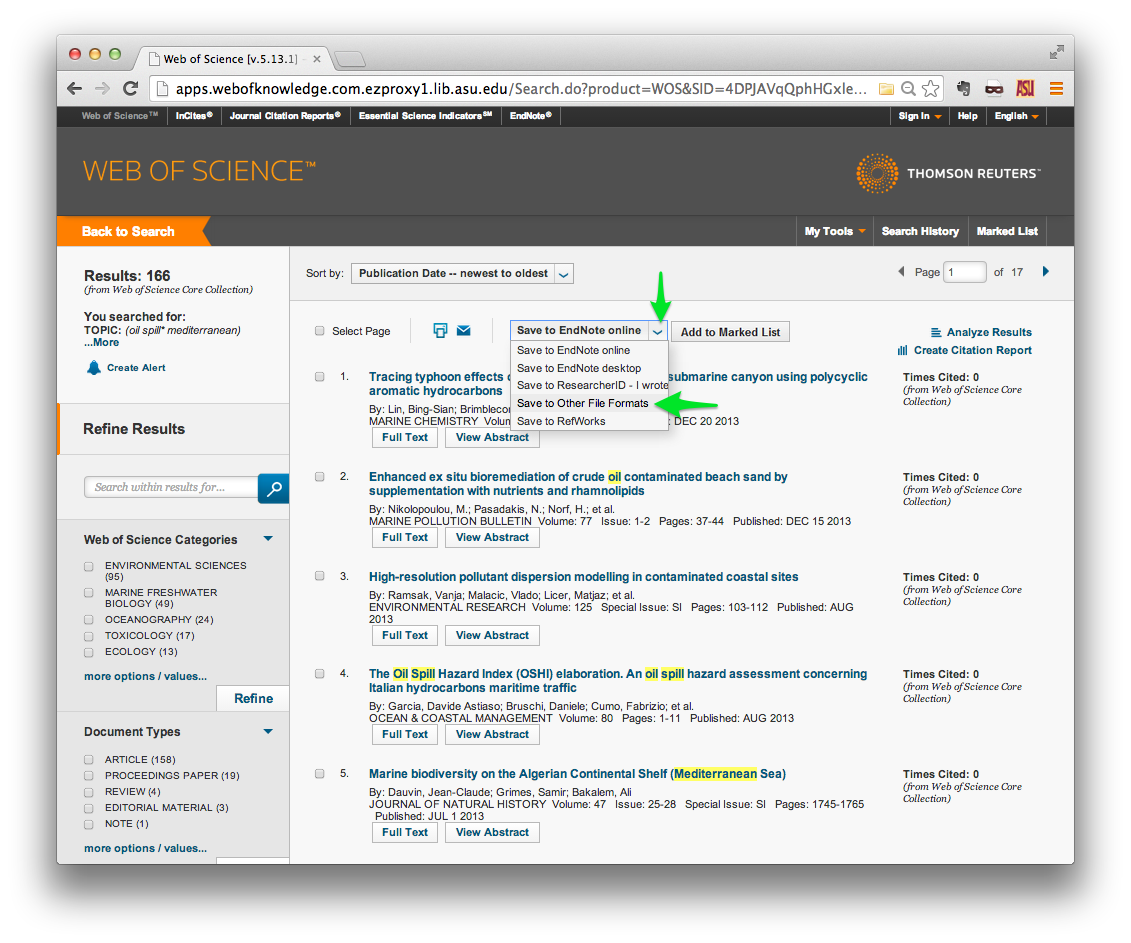 Web of Science [v.5.13.1] -
apps.webofknowledge.com.ezproxy1.lib.asu.edu/Search.do?product=WOS&SID=4DPJAVqQphHGxIe...
ASU
Web of Science™ InCites® Journal Citation Reports® Essential Science Indicators℠ EndNote® Sign In Help English
WEB OF SCIENCE™
THOMSON REUTERS™
Back to Search My Tools Search History Marked List
Results: 166
(from Web of Science Core Collection)
You searched for:
TOPIC: (oil spill* mediterranean)
...More
Create Alert
Refine Results
Search within results for...
Web of Science Categories
ENVIRONMENTAL SCIENCES
(95)
MARINE FRESHWATER
BIOLOGY (49)
OCEANOGRAPHY (24)
TOXICOLOGY (17)
ECOLOGY (13)
more options / values...
Refine
Document Types
ARTICLE (158)
PROCEEDINGS PAPER (19)
REVIEW (4)
EDITORIAL MATERIAL (3)
NOTE (1)
more options / values...
Sort by: Publication Date -- newest to oldest
Page 1 of 17
Select Page Save to EndNote online Add to Marked List
Save to EndNote online
Save to EndNote desktop
Save to ResearcherID - I wrote
Save to Other File Formats
Save to RefWorks
Analyze Results
Create Citation Report
1. Tracing typhoon effects submarine canyon using polycyclic
aromatic hydrocarbons
By: Lin, Bing-Sian;
MARINE CHEMISTRY DEC 20 2013
Full Text View Abstract
Times Cited: 0
(from Web of Science Core
Collection)
2. Enhanced ex situ bioremediation of crude oil contaminated beach sand by
supplementation with nutrients and rhamnolipids
By: Nikolopoulou, M.; Pasadakis, N.; Norf, H.; et al.
MARINE POLLUTION BULLETIN Volume: 77 Issue: 1-2 Pages: 37-44 Published: DEC 15 2013
Full Text View Abstract
Times Cited: 0
(from Web of Science Core
Collection)
3. High-resolution pollutant dispersion modelling in contaminated coastal sites
By: Ramsak, Vanja; Malacic, Vlado; Licer, Matjaz; et al.
ENVIRONMENTAL RESEARCH Volume: 125 Special Issue: SI Pages: 103-112 Published: AUG
2013
Full Text View Abstract
Times Cited: 0
(from Web of Science Core
Collection)
4. The Oil Spill Hazard Index (OSHI) elaboration. An oil spill hazard assessment concerning
Italian hydrocarbons maritime traffic
By: Garcia, Davide Astiaso; Bruschi, Daniele; Cumo, Fabrizio; et al.
OCEAN & COASTAL MANAGEMENT Volume: 80 Pages: 1-11 Published: AUG 2013
Full Text View Abstract
Times Cited: 0
(from Web of Science Core
Collection)
5. Marine biodiversity on the Algerian Continental Shelf (Mediterranean Sea)
By: Dauvin, Jean-Claude; Grimes, Samir; Bakalem, Ali
JOURNAL OF NATURAL HISTORY Volume: 47 Issue: 25-28 Special Issue: SI Pages: 1745-1765
Published: JUL 1 2013
Full Text View Abstract
Times Cited: 0
(from Web of Science Core
Collection)